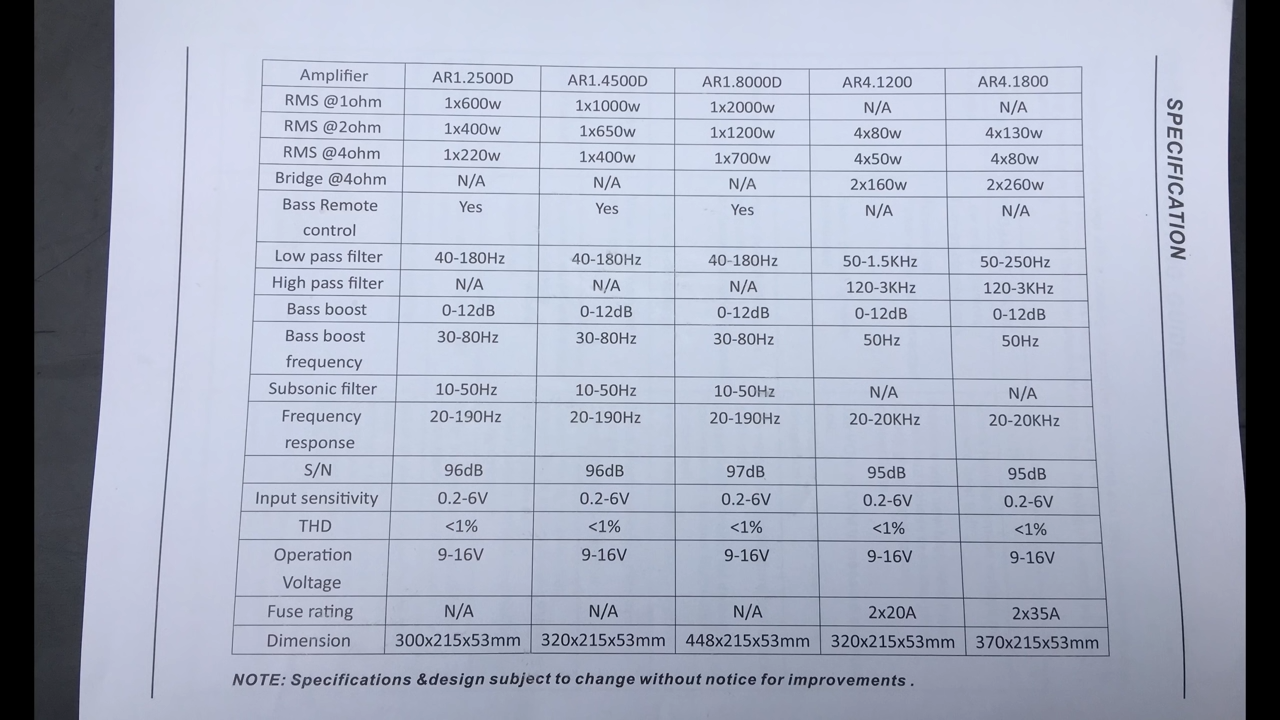 SPECIFICATION
Amplifier AR1.2500D AR1.4500D AR1.8000D AR4.1200 AR4.1800
RMS @1ohm 1x600w 1x1000w 1x2000w N/A N/A
RMS @2ohm 1x400w 1x650w 1x1200w 4x80w 4x130w
RMS @4ohm 1x220w 1x400w 1x700w 4x50w 4x80w
Bridge @4ohm N/A N/A N/A 2x160w 2x260w
Bass Remote Yes Yes Yes N/A N/A
control
Low pass filter 40-180Hz 40-180Hz 40-180Hz 50-1.5KHz 50-250Hz
High pass filter N/A N/A N/A 120-3KHz 120-3KHz
Bass boost 0-12dB 0-12dB 0-12dB 0-12dB 0-12dB
Bass boost 30-80Hz 30-80Hz 30-80Hz 50Hz 50Hz
frequency
Subsonic filter 10-50Hz 10-50Hz 10-50Hz N/A N/A
Frequency 20-190Hz 20-190Hz 20-190Hz 20-20KHz 20-20KHz
response
S/N 96dB 96dB 97dB 95dB 95dB
Input sensitivity 0.2-6V 0.2-6V 0.2-6V 0.2-6V 0.2-6V
THD <1% <1% <1% <1% <1%
Operation 9-16V 9-16V 9-16V 9-16V 9-16V
Voltage
Fuse rating N/A N/A N/A 2x20A 2x35A
Dimension 300x215x53mm 320x215x53mm 448x215x53mm 320x215x53mm 370x215x53mm
NOTE: Specifications &design subject to change without notice for improvements .